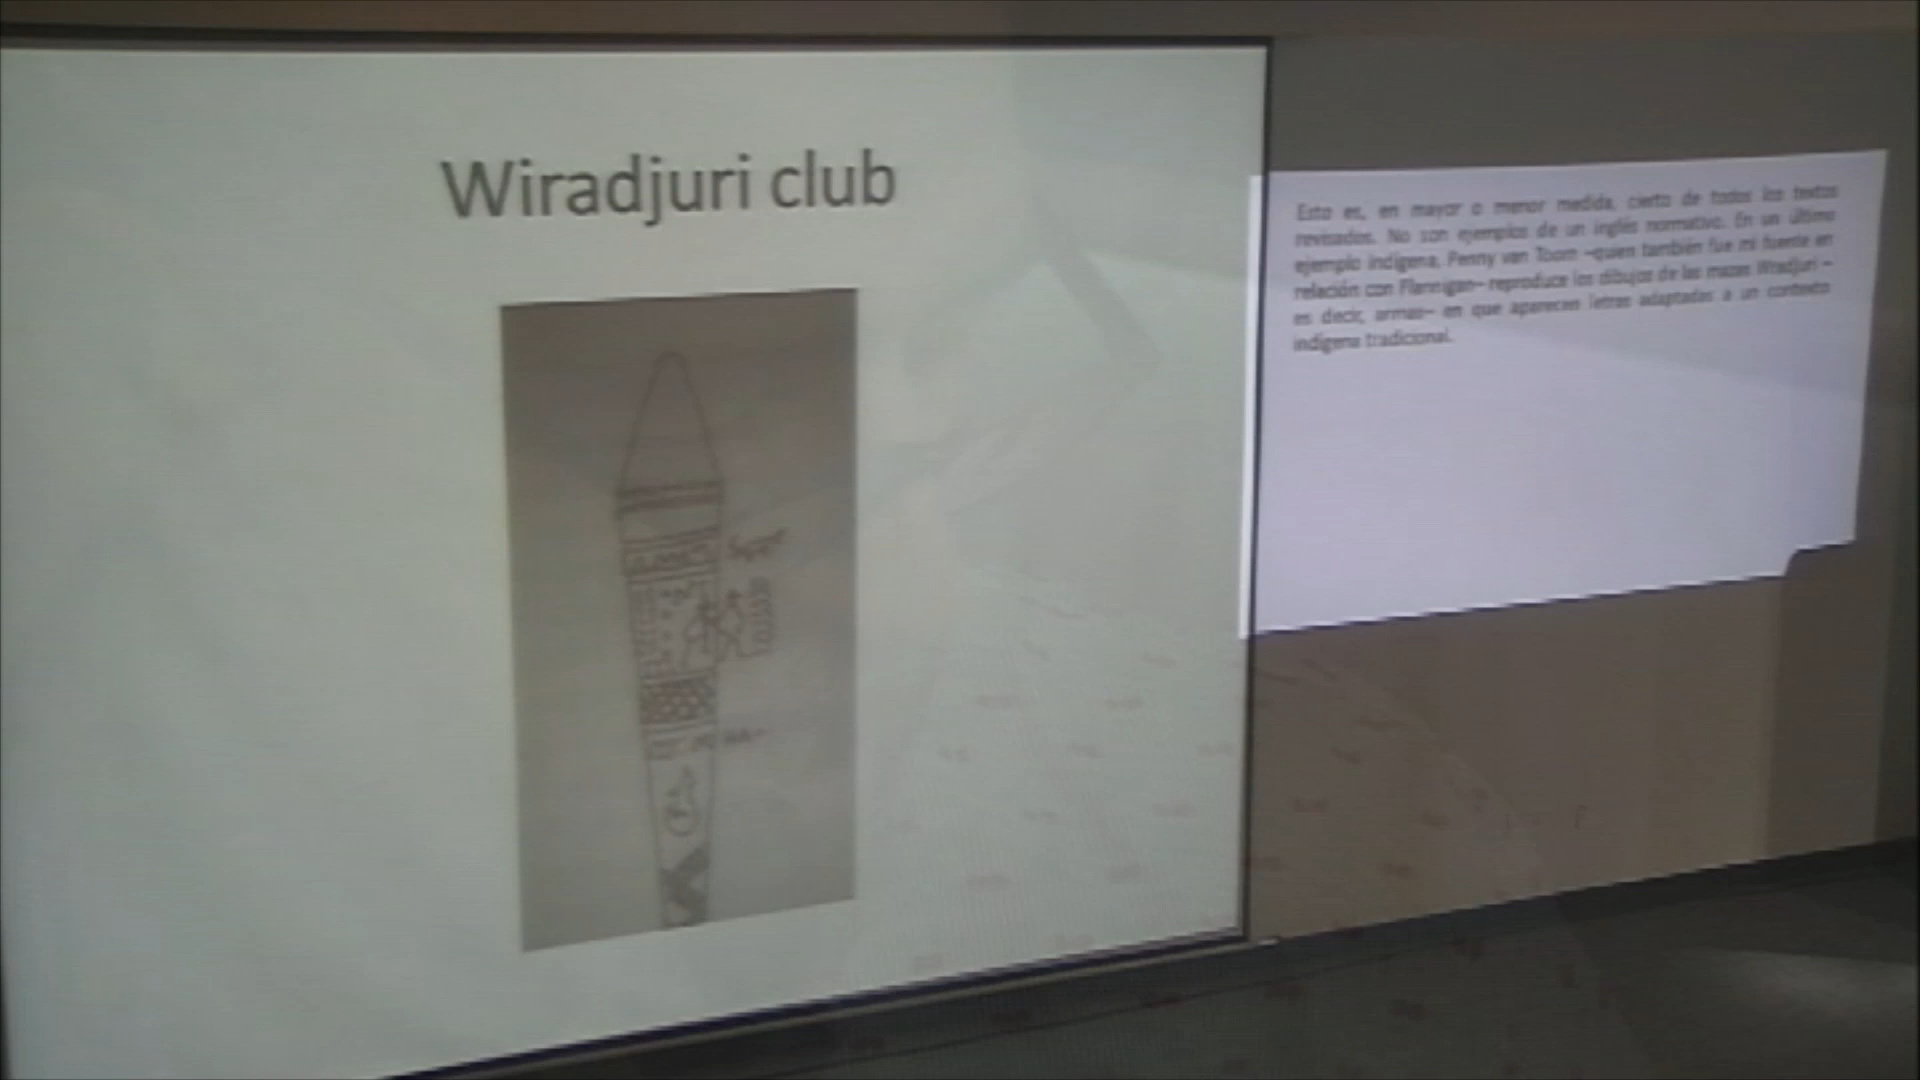 Wiradjuri club
Esto es, en mayor o menor medida, cierto de todos los textos
revisados. No son ejemplos de un inglés normativo. En un último
ejemplo indígena, Penny van Toorn –quien también fue mi fuente en
relación con Flannigan– reproduce los dibujos de las mazas Wradjuri –
es decir, armas– en que aparecen letras adaptadas a un contexto
indígena tradicional.